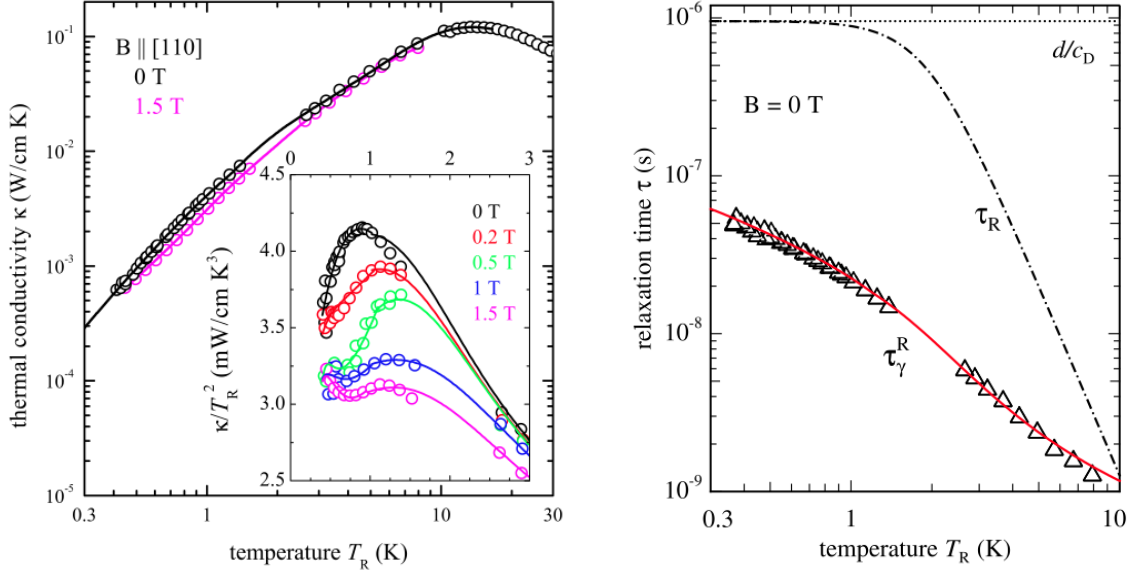 B || [110]
0 T
1.5 T
thermal conductivity κ (W/cm K)
10⁻¹
10⁻²
10⁻³
10⁻⁴
10⁻⁵
0.3
1
10
30
temperature T_R (K)
0
1
2
3
4.5
4.0
3.5
3.0
2.5
κ/T_R² (mW/cm K³)
0 T
0.2 T
0.5 T
1 T
1.5 T
relaxation time τ (s)
10⁻⁶
10⁻⁷
10⁻⁸
10⁻⁹
d/c_D
B = 0 T
τ_R
τ_γ^R
0.3
1
10
temperature T_R (K)